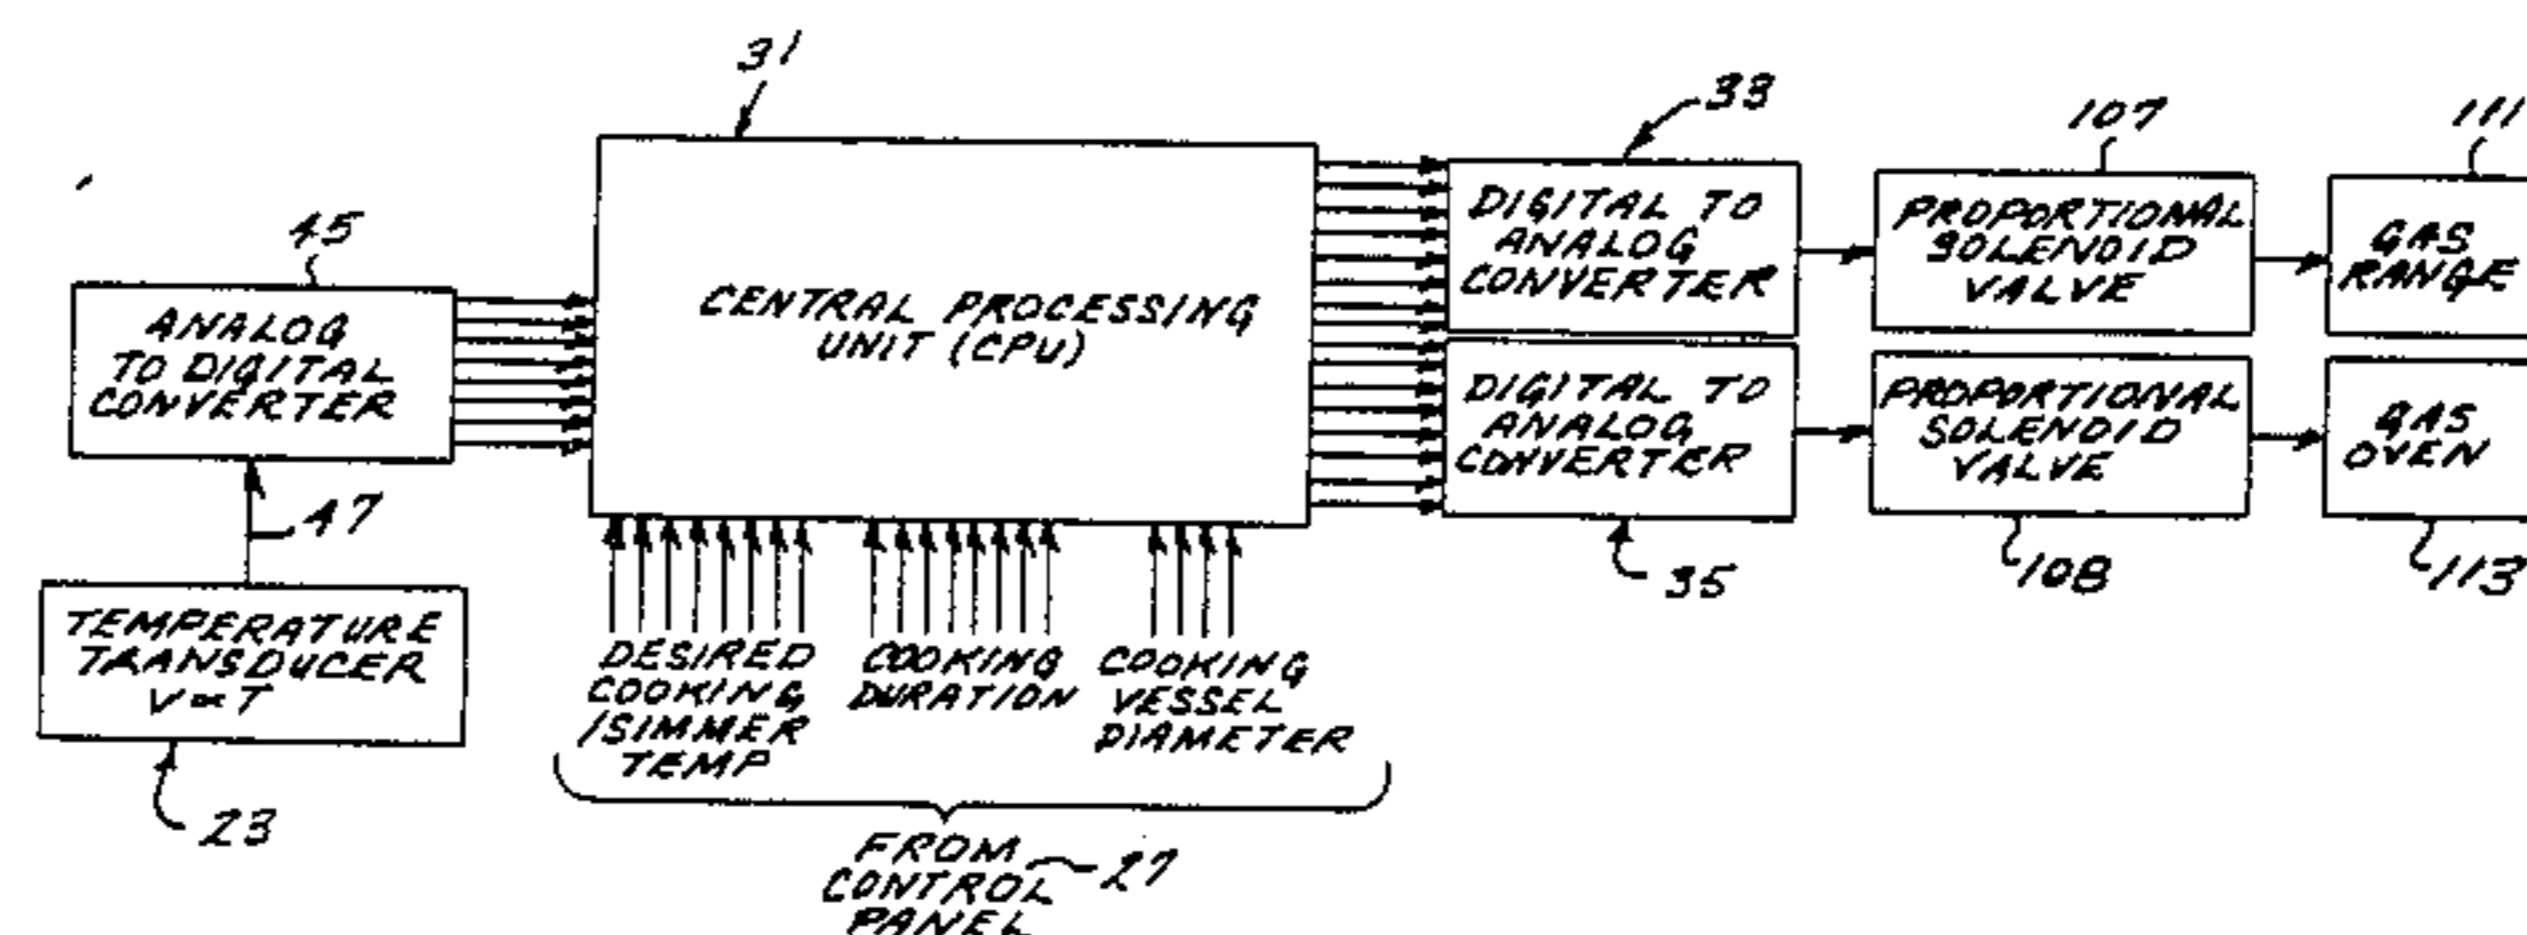 31
33
107
111
45
ANALOG
TO DIGITAL
CONVERTER
CENTRAL PROCESSING
UNIT (CPU)
DIGITAL TO
ANALOG
CONVERTER
PROPORTIONAL
SOLENOID
VALVE
GAS
RANGE
DIGITAL TO
ANALOG
CONVERTER
PROPORTIONAL
SOLENOID
VALVE
GAS
OVEN
47
35
108
113
TEMPERATURE
TRANSDUCER
V ∝ T
23
DESIRED
COOKING
/SIMMER
TEMP
COOKING
DURATION
COOKING
VESSEL
DIAMETER
FROM
CONTROL
PANEL
27